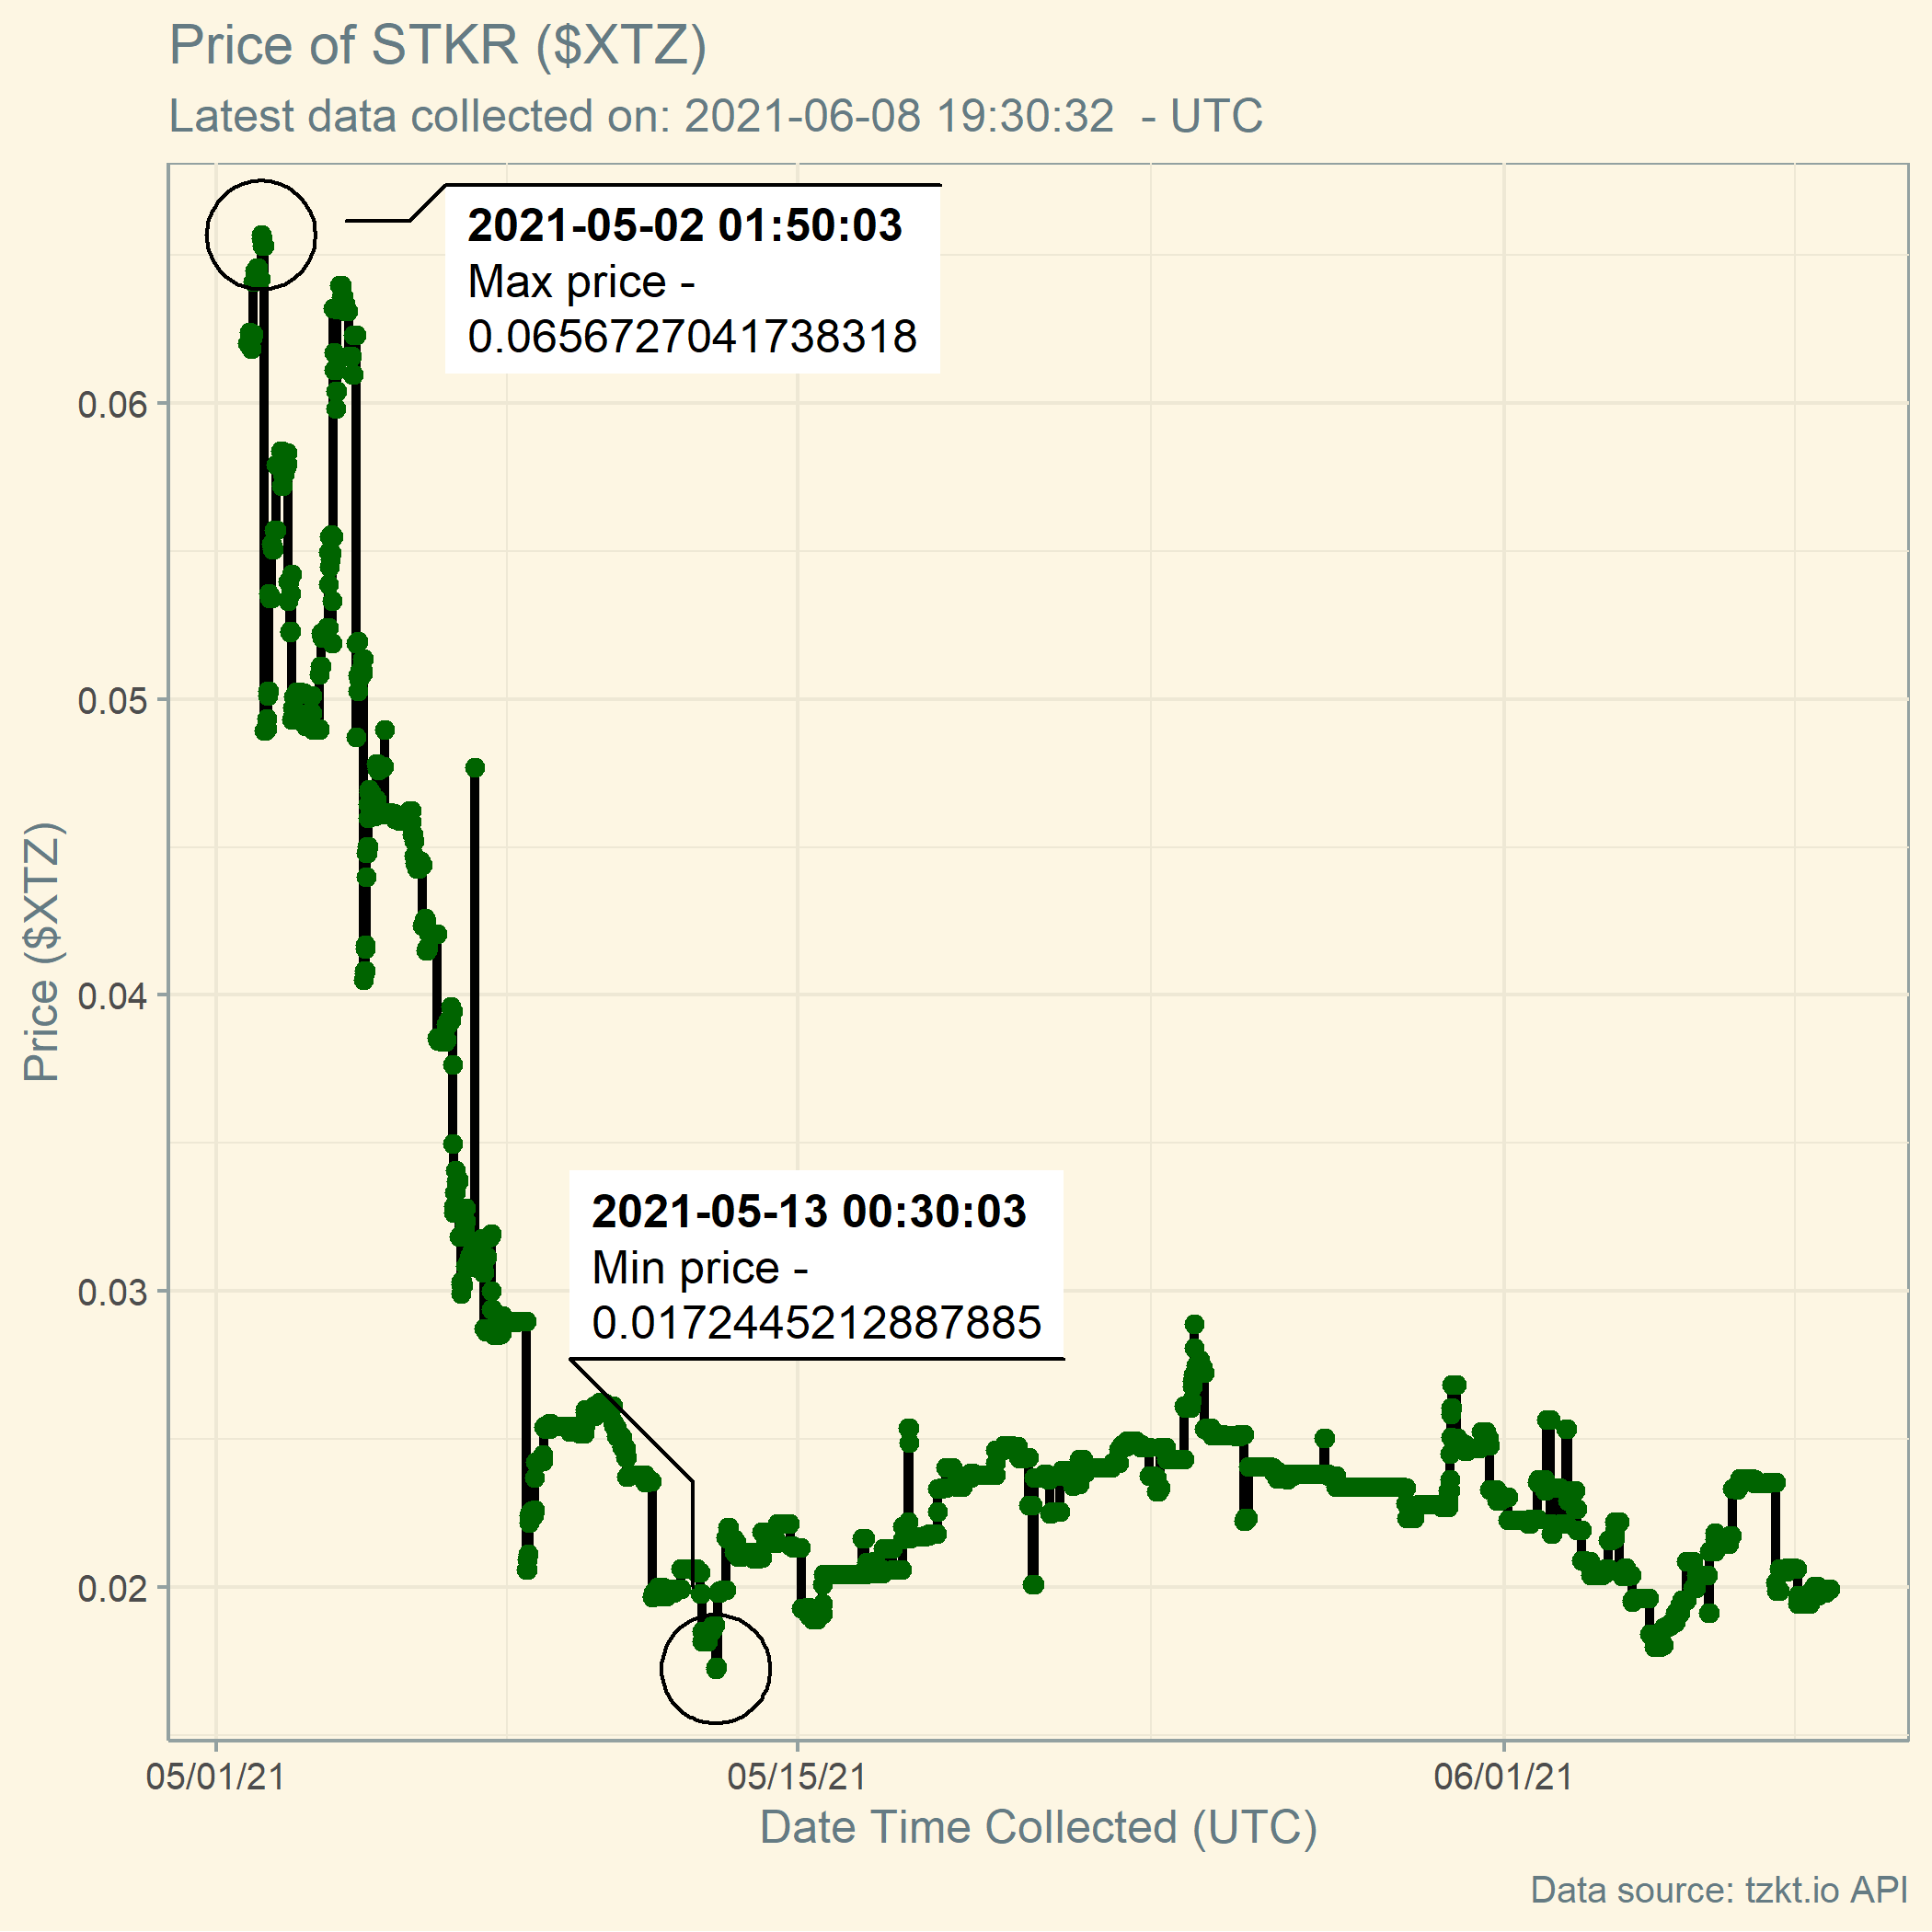 Price of STKR ($XTZ)
Latest data collected on: 2021-06-08 19:30:32  - UTC
2021-05-02 01:50:03
Max price -
0.0656727041738318
0.06
0.05
0.04
0.03
0.02
Price ($XTZ)
2021-05-13 00:30:03
Min price -
0.0172445212887885
05/01/21
05/15/21
06/01/21
Date Time Collected (UTC)
Data source: tzkt.io API